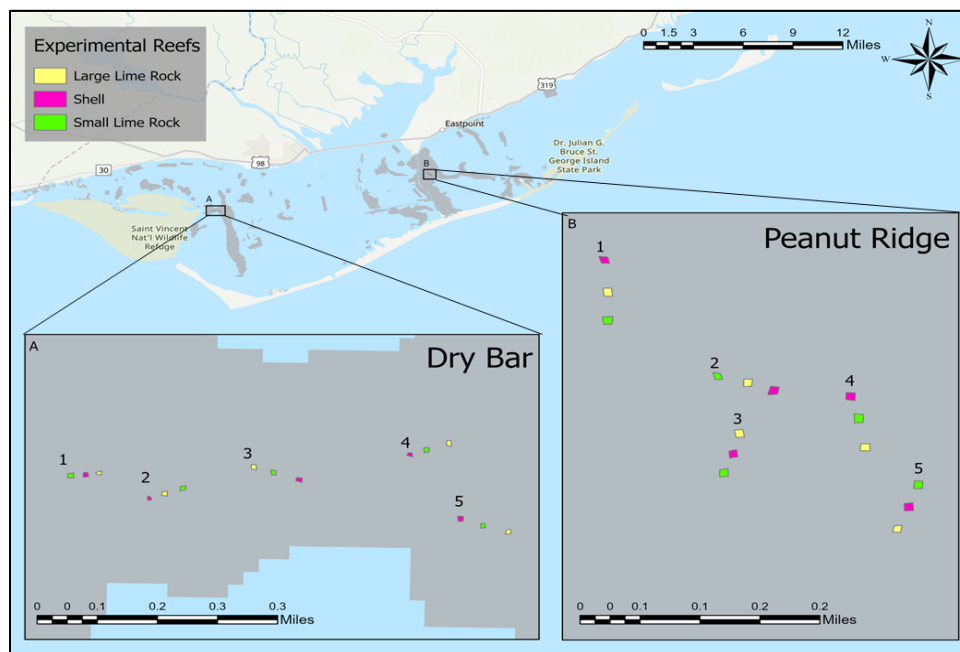 Experimental Reefs
Large Lime Rock
Shell
Small Lime Rock
0 1.5 3 6 9 12
Miles
N
W E
S
319
Eastpoint
Dr. Julian G.
Bruce St.
George Island
State Park
30
98
A
B
Saint Vincent
Nat'l Wildlife
Refuge
A
Dry Bar
1
2
3
4
5
0 0 0.1 0.2 0.3 0.3
Miles
B
Peanut Ridge
1
2
3
4
5
0 0 0.1 0.1 0.2 0.2
Miles